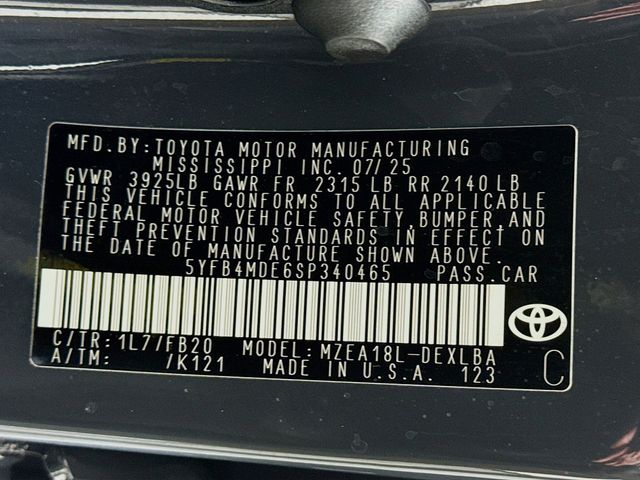 MFD.BY:TOYOTA MOTOR MANUFACTURING
MISSISSIPPI INC. 07/25
GVWR 3925LB GAWR FR 2315 LB RR 2140 LB
THIS VEHICLE CONFORMS TO ALL APPLICABLE
FEDERAL MOTOR VEHICLE SAFETY, BUMPER, AND
THEFT PREVENTION STANDARDS IN EFFECT ON
THE DATE OF MANUFACTURE SHOWN ABOVE.
5YFB4MDE6SP340465 PASS.CAR
C/TR: 1L7/FB20 MODEL: MZEA18L-DEXLBA
A/TM: /K121 MADE IN U.S.A. 123 C